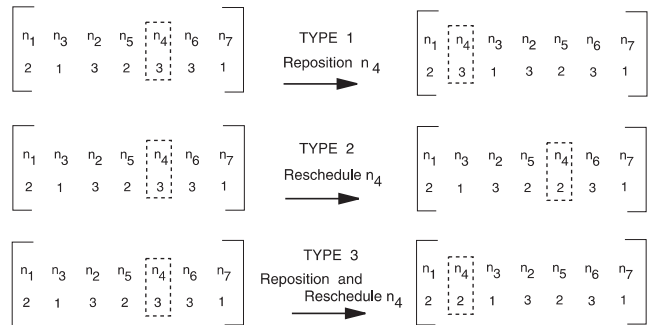 n1 n3 n2 n5 n4 n6 n7
2 1 3 2 3 3 1
TYPE 1
Reposition n4
n1 n4 n3 n2 n5 n6 n7
2 3 1 3 2 3 1
n1 n3 n2 n5 n4 n6 n7
2 1 3 2 3 3 1
TYPE 2
Reschedule n4
n1 n3 n2 n5 n4 n6 n7
2 1 3 2 2 3 1
n1 n3 n2 n5 n4 n6 n7
2 1 3 2 3 3 1
TYPE 3
Reposition and
Reschedule n4
n1 n4 n3 n2 n5 n6 n7
2 2 1 3 2 3 1